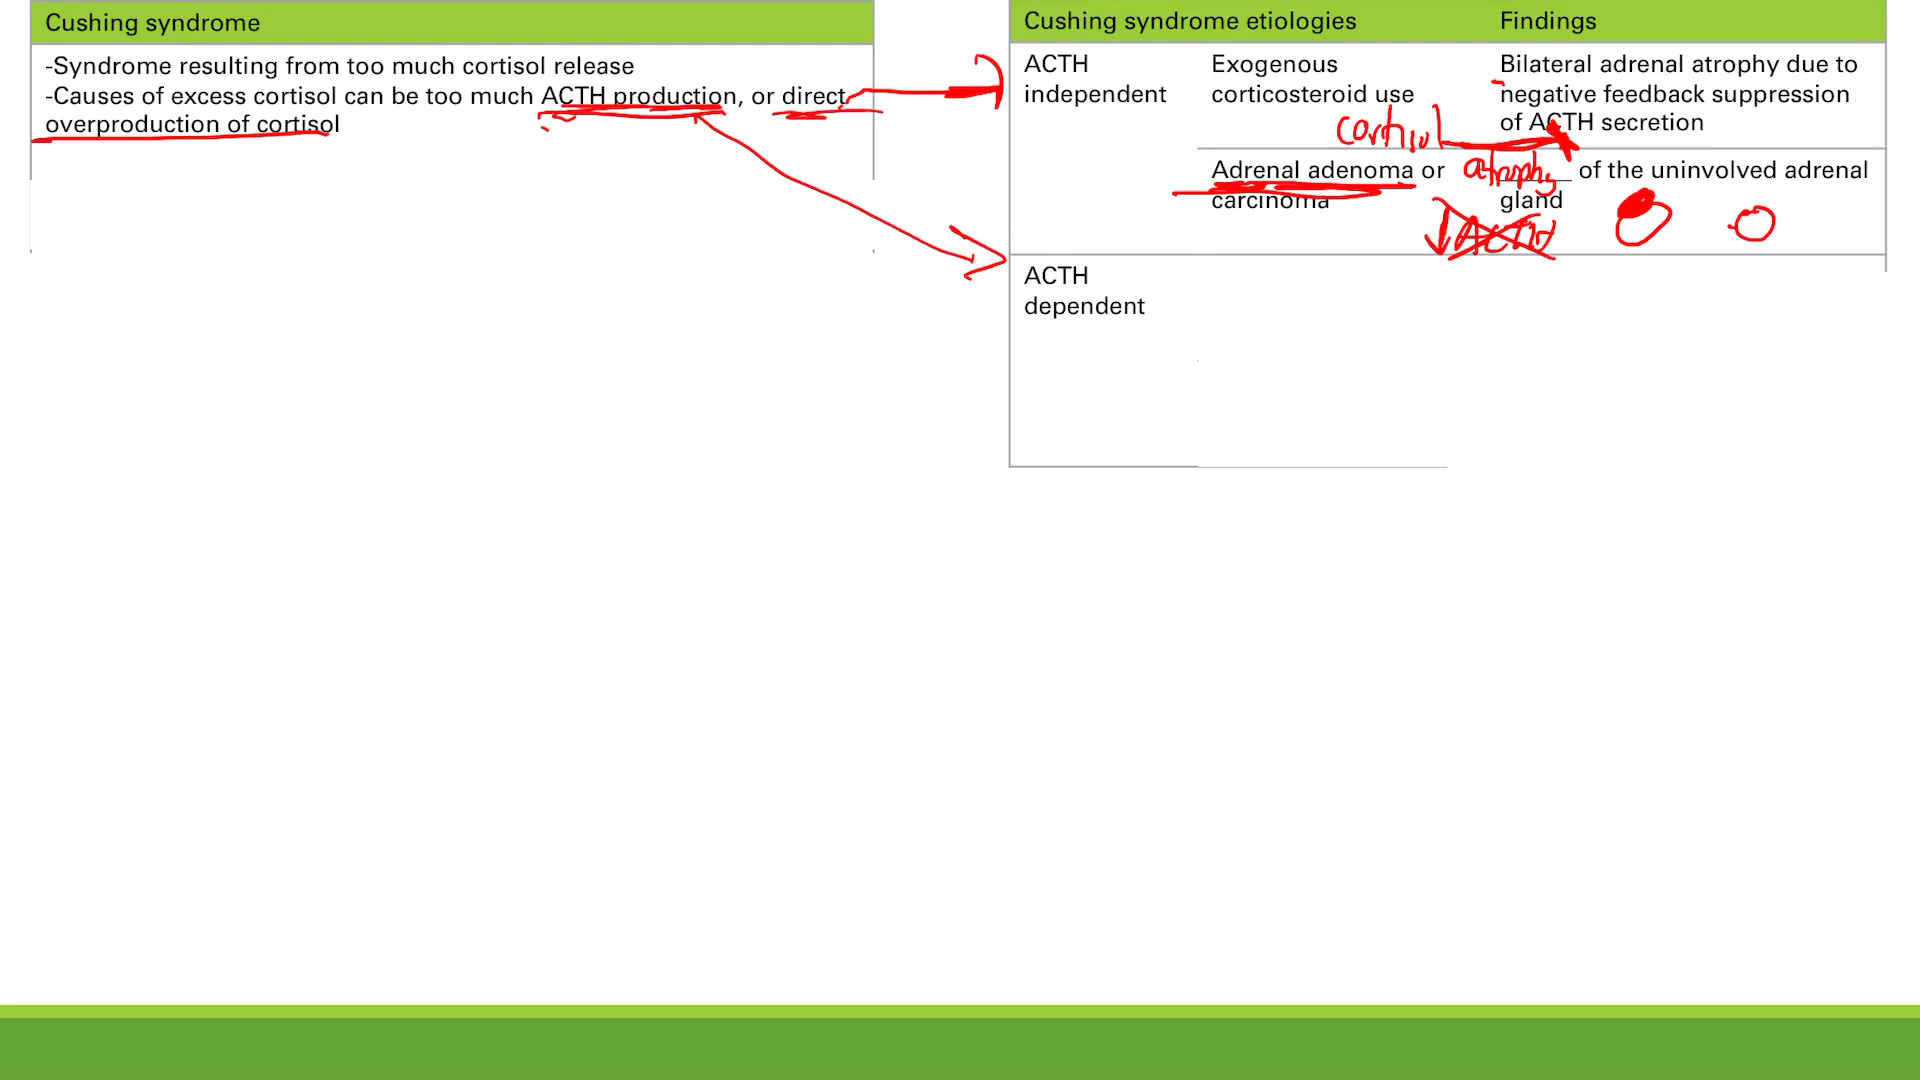 Cushing syndrome
-Syndrome resulting from too much cortisol release
-Causes of excess cortisol can be too much ACTH production, or direct
overproduction of cortisol
Cushing syndrome etiologies Findings
ACTH
independent
Exogenous
corticosteroid use
Bilateral adrenal atrophy due to
negative feedback suppression
of ACTH secretion
cortisol
Adrenal adenoma or
carcinoma
atrophy of the uninvolved adrenal
gland
↓ACTH
ACTH
dependent